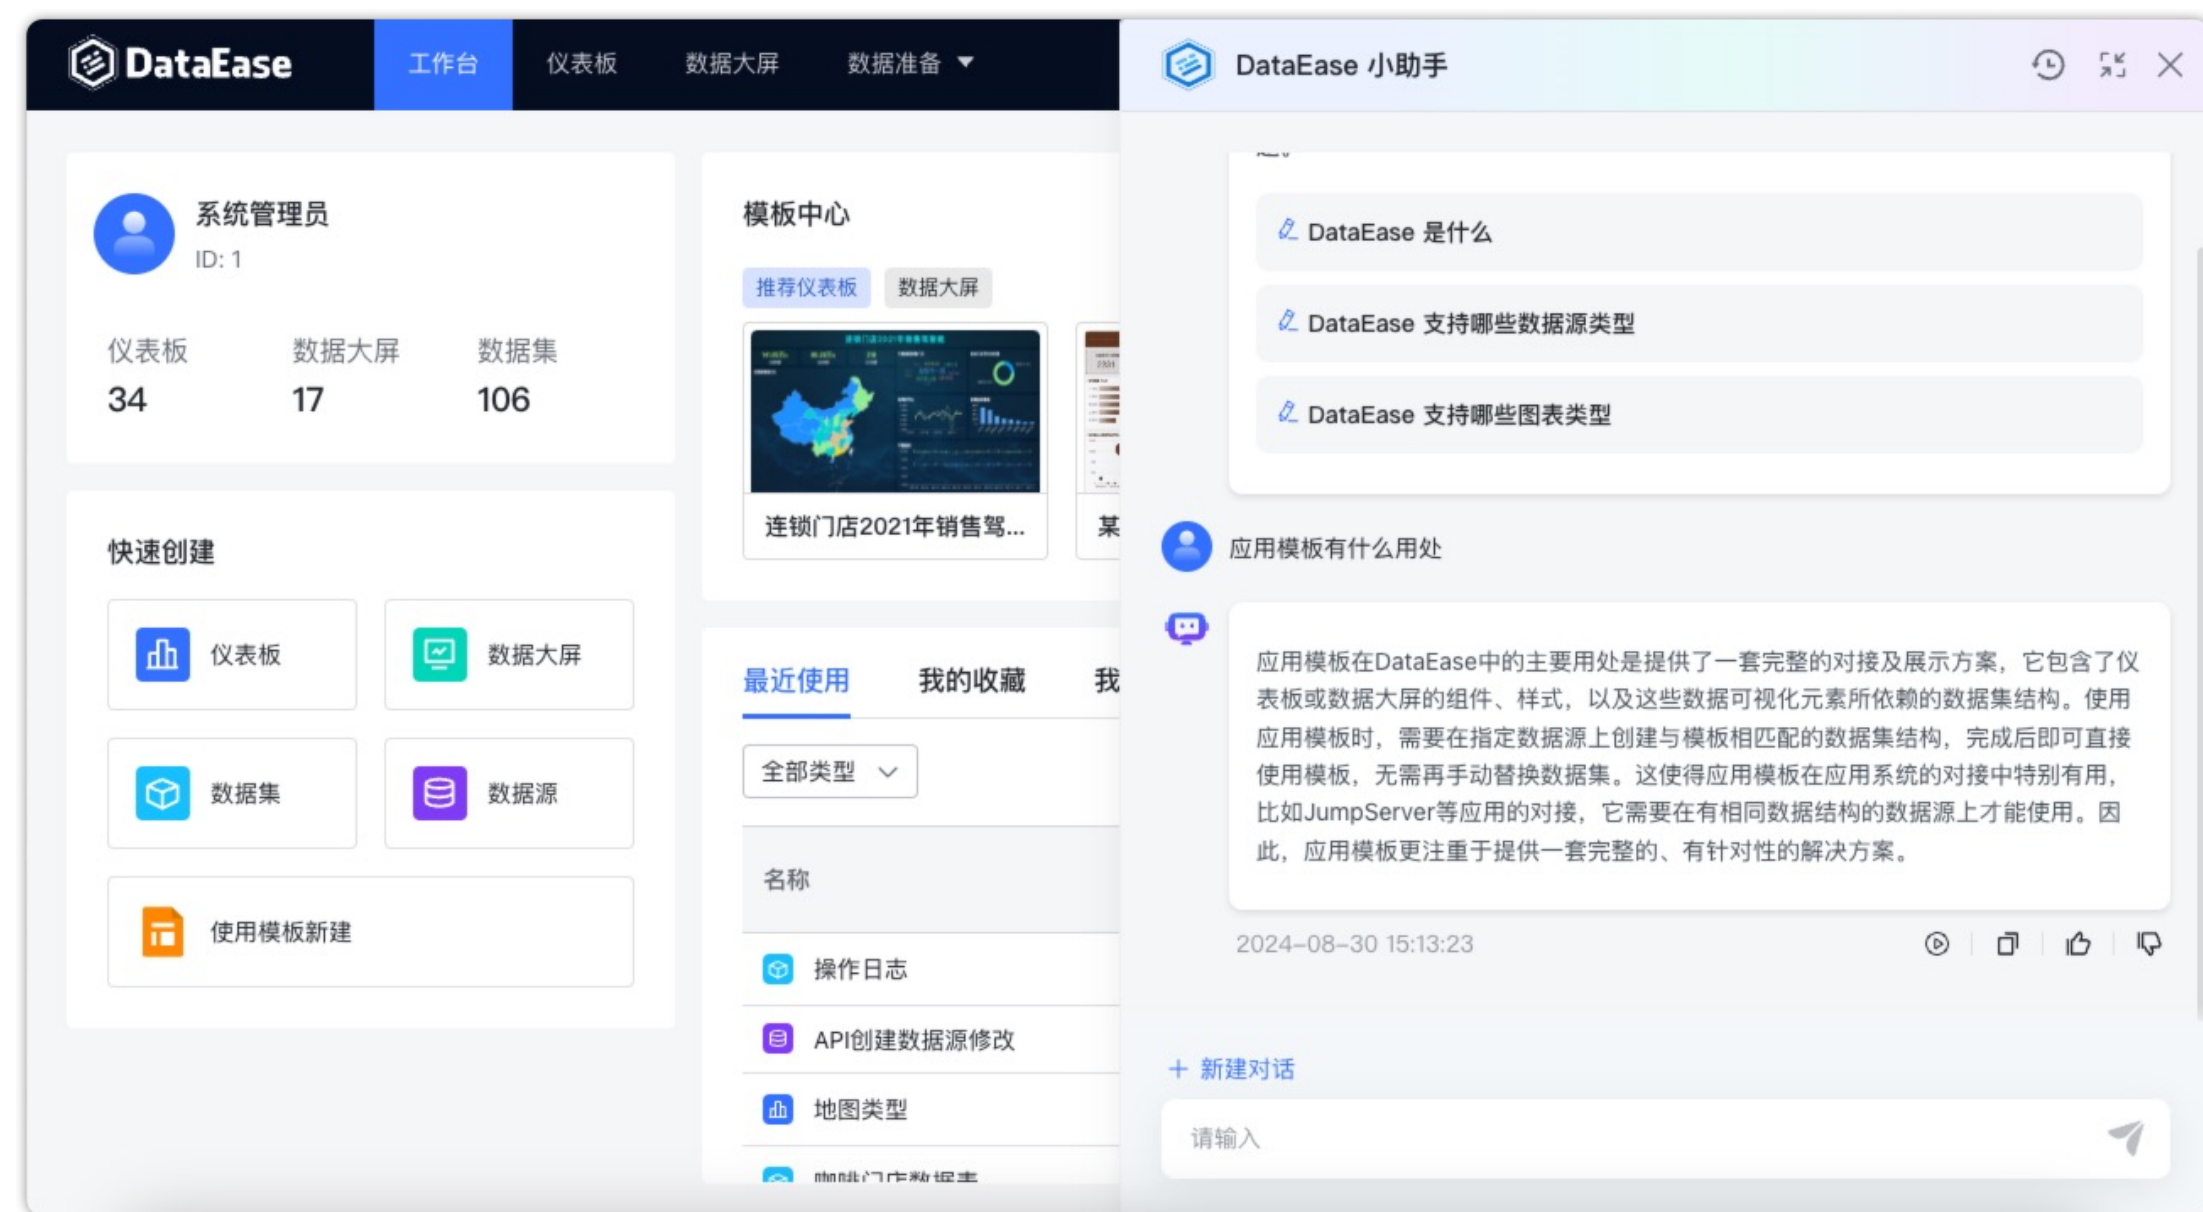 DataEase
工作台
仪表板
数据大屏
数据准备
系统管理员
ID: 1
仪表板
数据大屏
数据集
34
17
106
快速创建
仪表板
数据大屏
数据集
数据源
使用模板新建
模板中心
推荐仪表板
数据大屏
连锁门店2021年销售驾...
某
最近使用
我的收藏
我
全部类型
名称
操作日志
API创建数据源修改
地图类型
咖啡门店数据表
DataEase 小助手
DataEase 是什么
DataEase 支持哪些数据源类型
DataEase 支持哪些图表类型
应用模板有什么用处
应用模板在DataEase中的主要用处是提供了一套完整的对接及展示方案，它包含了仪
表板或数据大屏的组件、样式，以及这些数据可视化元素所依赖的数据集结构。使用
应用模板时，需要在指定数据源上创建与模板相匹配的数据集结构，完成后即可直接
使用模板，无需再手动替换数据集。这使得应用模板在应用系统的对接中特别有用，
比如JumpServer等应用的对接，它需要在有相同数据结构的数据源上才能使用。因
此，应用模板更注重于提供一套完整的、有针对性的解决方案。
2024-08-30 15:13:23
+ 新建对话
请输入